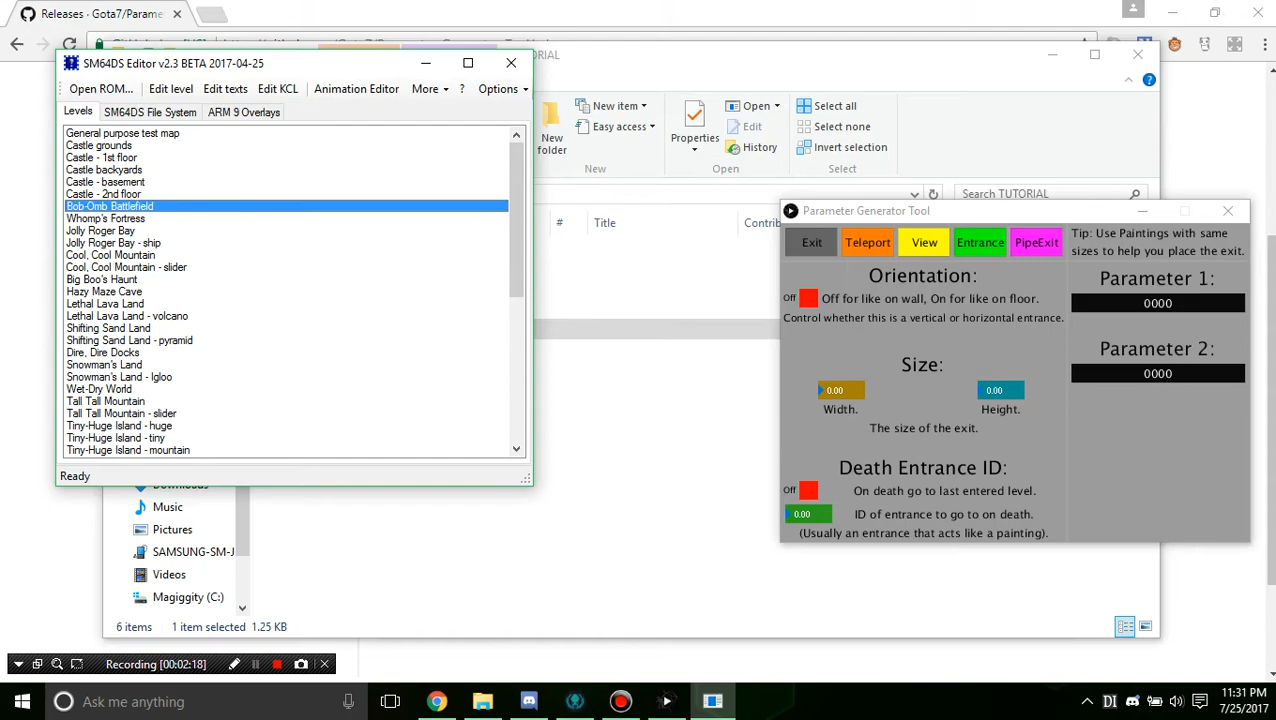 Releases · Gota7/Parame
TORIAL
SM64DS Editor v2.3 BETA 2017-04-25
Open ROM... Edit level Edit texts Edit KCL Animation Editor More ? Options
Levels SM64DS File System ARM 9 Overlays
General purpose test map
Castle grounds
Castle - 1st floor
Castle backyards
Castle - basement
Castle - 2nd floor
Bob-Omb Battlefield
Whomp's Fortress
Jolly Roger Bay
Jolly Roger Bay - ship
Cool, Cool Mountain
Cool, Cool Mountain - slider
Big Boo's Haunt
Hazy Maze Cave
Lethal Lava Land
Lethal Lava Land - volcano
Shifting Sand Land
Shifting Sand Land - pyramid
Dire, Dire Docks
Snowman's Land
Snowman's Land - Igloo
Wet-Dry World
Tall Tall Mountain
Tall Tall Mountain - slider
Tiny-Huge Island - huge
Tiny-Huge Island - tiny
Tiny-Huge Island - mountain
Ready
New folder
New item
Easy access
New
Properties
Open
Edit
History
Open
Select all
Select none
Invert selection
Select
Search TUTORIAL
# Title Contrib
Music
Pictures
SAMSUNG-SM-J
Videos
Magiggity (C:)
6 items 1 item selected 1.25 KB
Parameter Generator Tool
Exit Teleport View Entrance PipeExit
Tip: Use Paintings with same
sizes to help you place the exit.
Orientation:
Off Off for like on wall, On for like on floor.
Control whether this is a vertical or horizontal entrance.
Size:
0.00 0.00
Width. Height.
The size of the exit.
Death Entrance ID:
Off On death go to last entered level.
0.00 ID of entrance to go to on death.
(Usually an entrance that acts like a painting).
Parameter 1:
0000
Parameter 2:
0000
Recording [00:02:18]
Ask me anything
DI
11:31 PM
7/25/2017